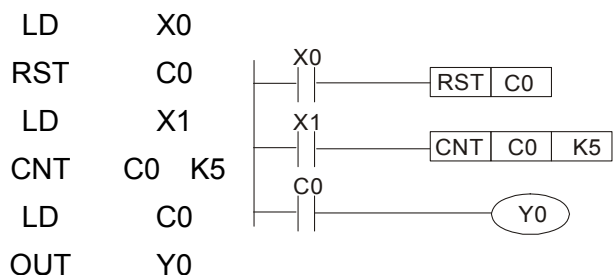 LD X0
RST C0
LD X1
CNT C0 K5
LD C0
OUT Y0
X0
RST C0
X1
CNT C0 K5
C0
Y0